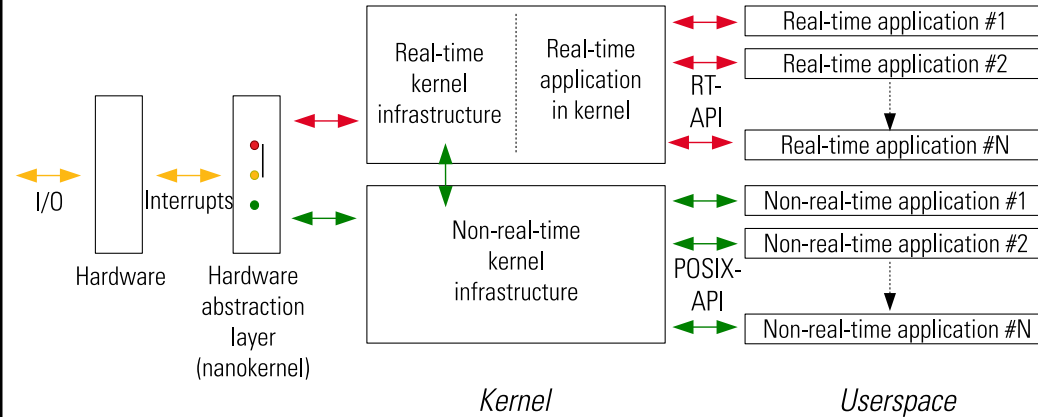 Real-time application #1
Real-time application #2
Real-time application #N
Real-time
kernel
infrastructure
Real-time
application
in kernel
RT-
API
I/O
Interrupts
Hardware
Hardware
abstraction
layer
(nanokernel)
Non-real-time
kernel
infrastructure
POSIX-
API
Non-real-time application #1
Non-real-time application #2
Non-real-time application #N
Kernel
Userspace